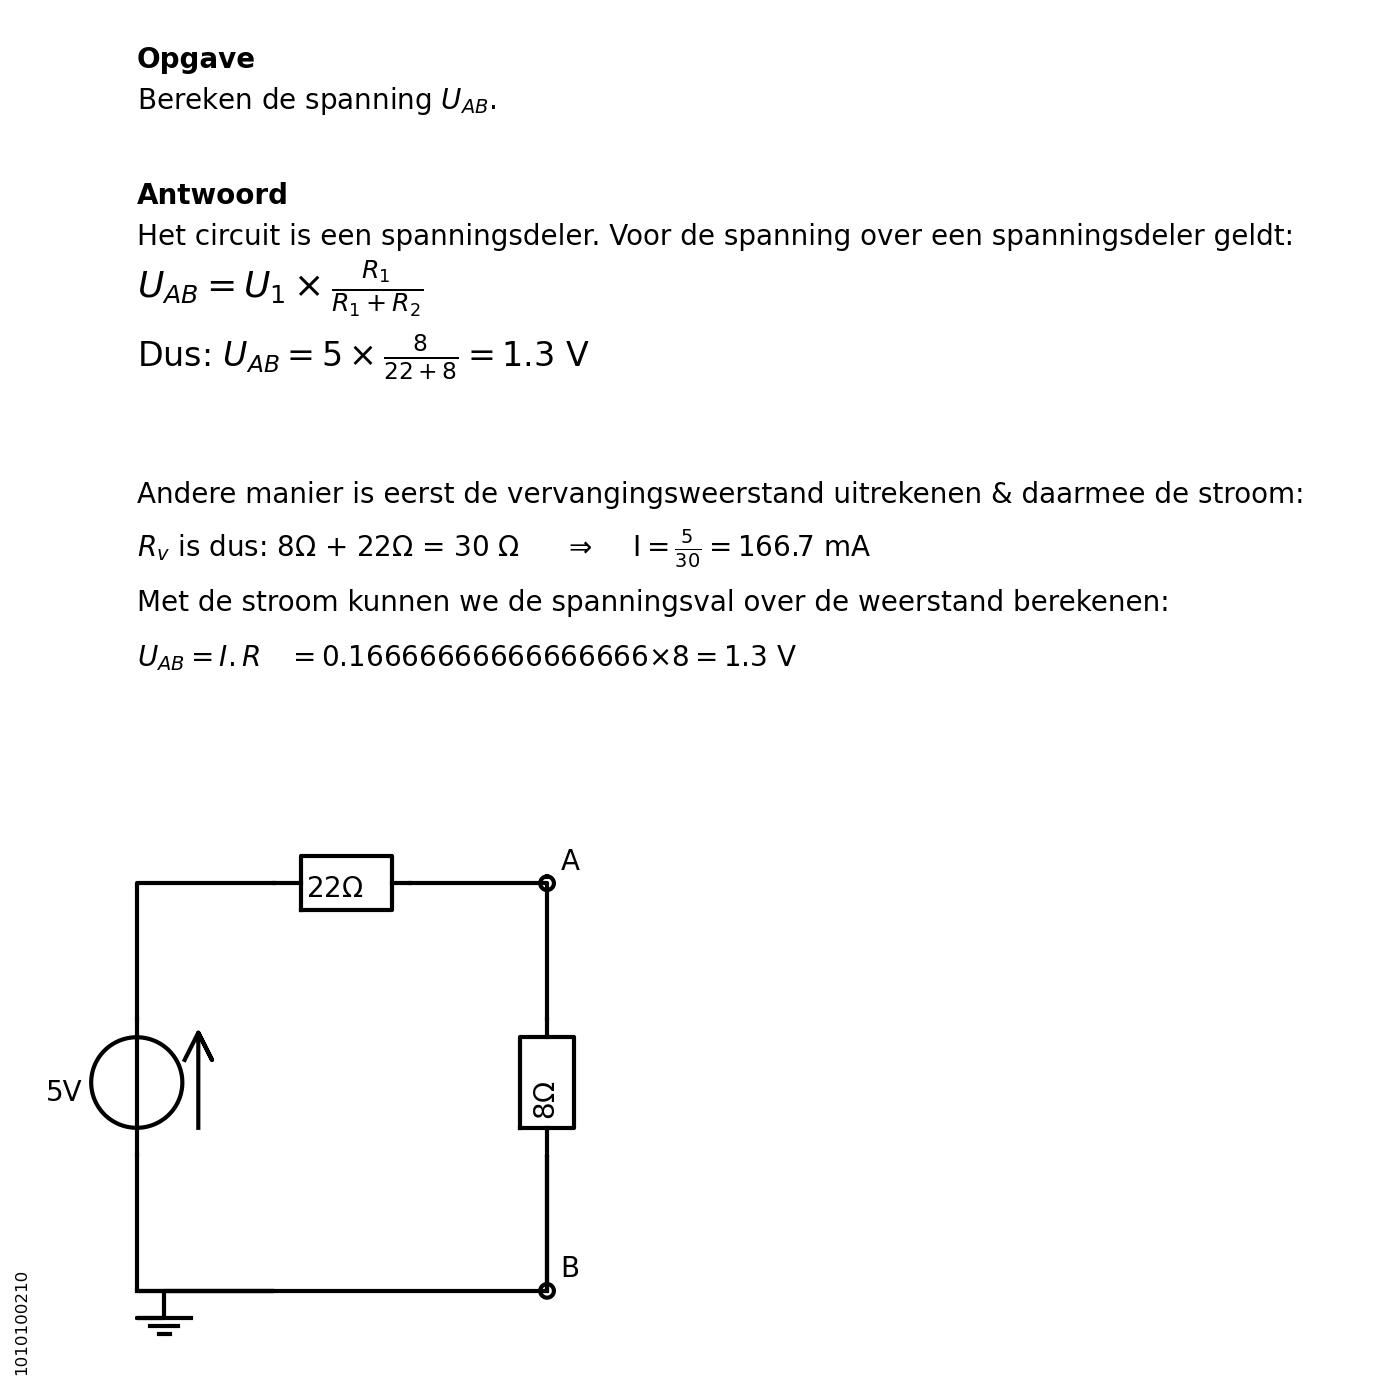 Opgave
Bereken de spanning $U_{AB}$.
Antwoord
Het circuit is een spanningsdeler. Voor de spanning over een spanningsdeler geldt:
$U_{AB} = U_1 \times \frac{R_1}{R_1 + R_2}$
Dus: $U_{AB} = 5 \times \frac{8}{22 + 8} = 1.3$ V
Andere manier is eerst de vervangingsweerstand uitrekenen & daarmee de stroom:
$R_v$ is dus: 8Ω + 22Ω = 30 Ω ⇒ I = $\frac{5}{30}$ = 166.7 mA
Met de stroom kunnen we de spanningsval over de weerstand berekenen:
$U_{AB} = I.R$ = 0.16666666666666666×8 = 1.3 V
A
22Ω
5V
8Ω
B
1010100210